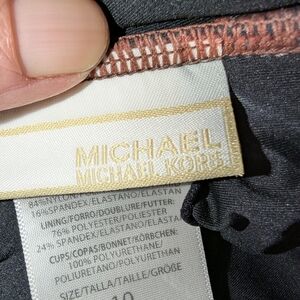 MICHAEL
MICHAEL KORS
84%NYLON/
16%SPANDEX/ELASTANO/ELASTAN
LINING/FORRO/DOUBLURE/FUTTER:
76% POLYESTER/POLIESTER
24% SPANDEX/ELASTANO/ELASTAN
CUPS/COPAS/BONNET/KÖRBCHEN:
100% POLYURETHANE/
POLIURETANO/POLYURETHAN
SIZE/TALLA/TAILLE/GRÖSSE
10